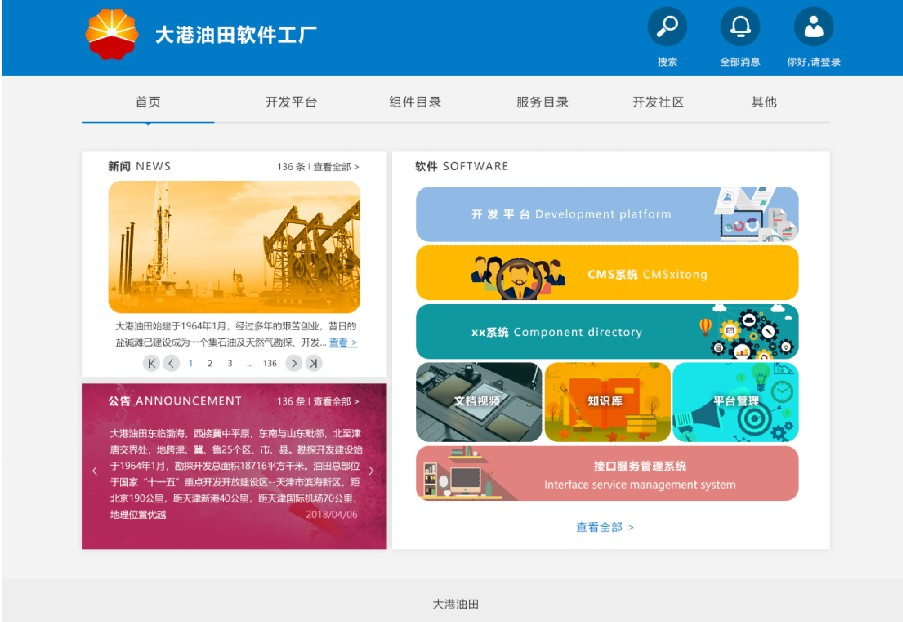 大港油田软件工厂
搜索
全部消息
你好,请登录
首页
开发平台
组件目录
服务目录
开发社区
其他
新闻 NEWS
136 条 | 查看全部 >
大港油田始建于1964年1月，经过多年的艰苦创业，昔日的
盐碱滩已建设成为一个集石油及天然气勘探、开发... 查看 >
1 2 3 ... 136
公告 ANNOUNCEMENT
136 条 | 查看全部 >
大港油田东临渤海，西接冀中平原，东南与山东毗邻，北至津
唐交界处，地跨津、冀、鲁25个区、市、县。勘探开发建设始
于1964年1月，勘探开发总面积18716平方千米。油田总部位
于国家“十一五”重点开发开放建设区--天津市滨海新区，距
北京190公里，距天津新港40公里，距天津国际机场70公里，
地理位置优越
2018/04/06
软件 SOFTWARE
开发平台 Development platform
CMS系统 CMSxitong
xx系统 Component directory
文档视频
知识库
平台管理
接口服务管理系统
Interface service management system
查看全部 >
大港油田